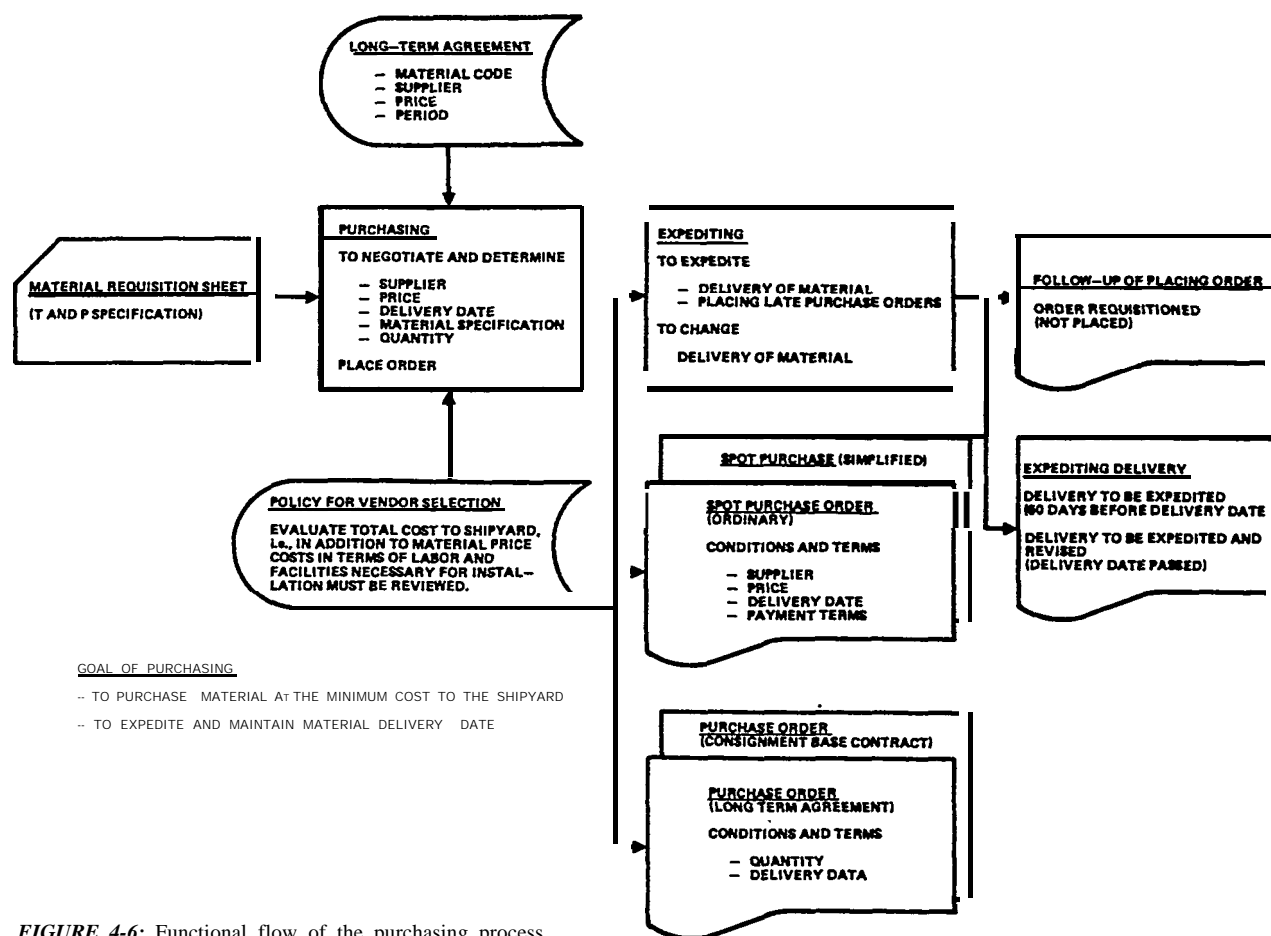 LONG—TERM AGREEMENT
— MATERIAL CODE
— SUPPLIER
— PRICE
— PERIOD
MATERIAL REQUISITION SHEET
(T AND P SPECIFICATION)
PURCHASING
TO NEGOTIATE AND DETERMINE
— SUPPLIER
— PRICE
— DELIVERY DATE
— MATERIAL SPECIFICATION
— QUANTITY
PLACE ORDER
EXPEDITING
TO EXPEDITE
— DELIVERY OF MATERIAL
— PLACING LATE PURCHASE ORDERS
TO CHANGE
DELIVERY OF MATERIAL
FOLLOW—UP OF PLACING ORDER
ORDER REQUISITIONED
(NOT PLACED)
POLICY FOR VENDOR SELECTION
EVALUATE TOTAL COST TO SHIPYARD,
i.e., IN ADDITION TO MATERIAL PRICE
COSTS IN TERMS OF LABOR AND
FACILITIES NECESSARY FOR INSTAL—
LATION MUST BE REVIEWED.
SPOT PURCHASE (SIMPLIFIED)
SPOT PURCHASE ORDER
(ORDINARY)
CONDITIONS AND TERMS
— SUPPLIER
— PRICE
— DELIVERY DATE
— PAYMENT TERMS
EXPEDITING DELIVERY
DELIVERY TO BE EXPEDITED
DAYS BEFORE DELIVERY DATE
DELIVERY TO BE EXPEDITED AND
REVISED
(DELIVERY DATE PASSED)
GOAL OF PURCHASING
-- TO PURCHASE MATERIAL AT THE MINIMUM COST TO THE SHIPYARD
-- TO EXPEDITE AND MAINTAIN MATERIAL DELIVERY DATE
PURCHASE ORDER
(CONSIGNMENT BASE CONTRACT)
PURCHASE ORDER
(LONG TERM AGREEMENT)
CONDITIONS AND TERMS
— QUANTITY
— DELIVERY DATA
FIGURE 4-6: Functional flow of the purchasing process